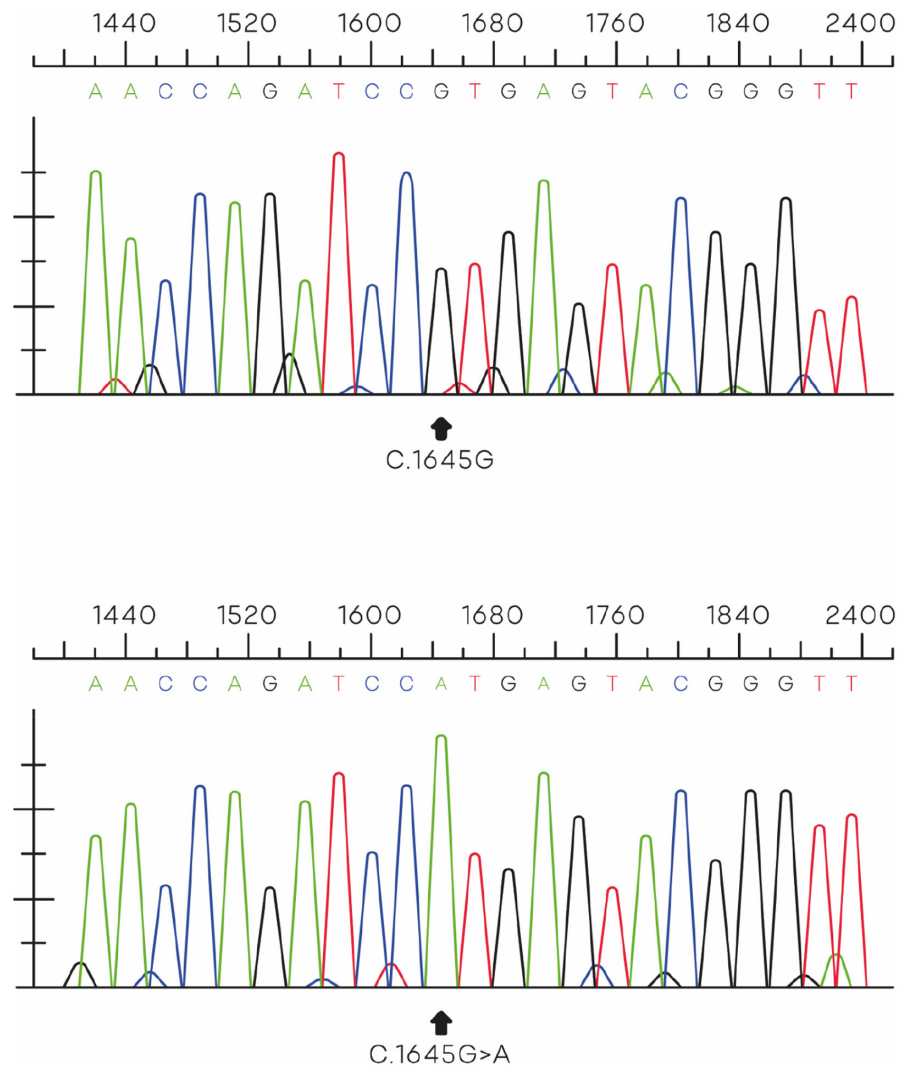 1440 1520 1600 1680 1760 1840 2400
A A C C A G A T C C G T G A G T A C G G G T T
C.1645G
1440 1520 1600 1680 1760 1840 2400
A A C C A G A T C C A T G A G T A C G G G T T
C.1645G>A